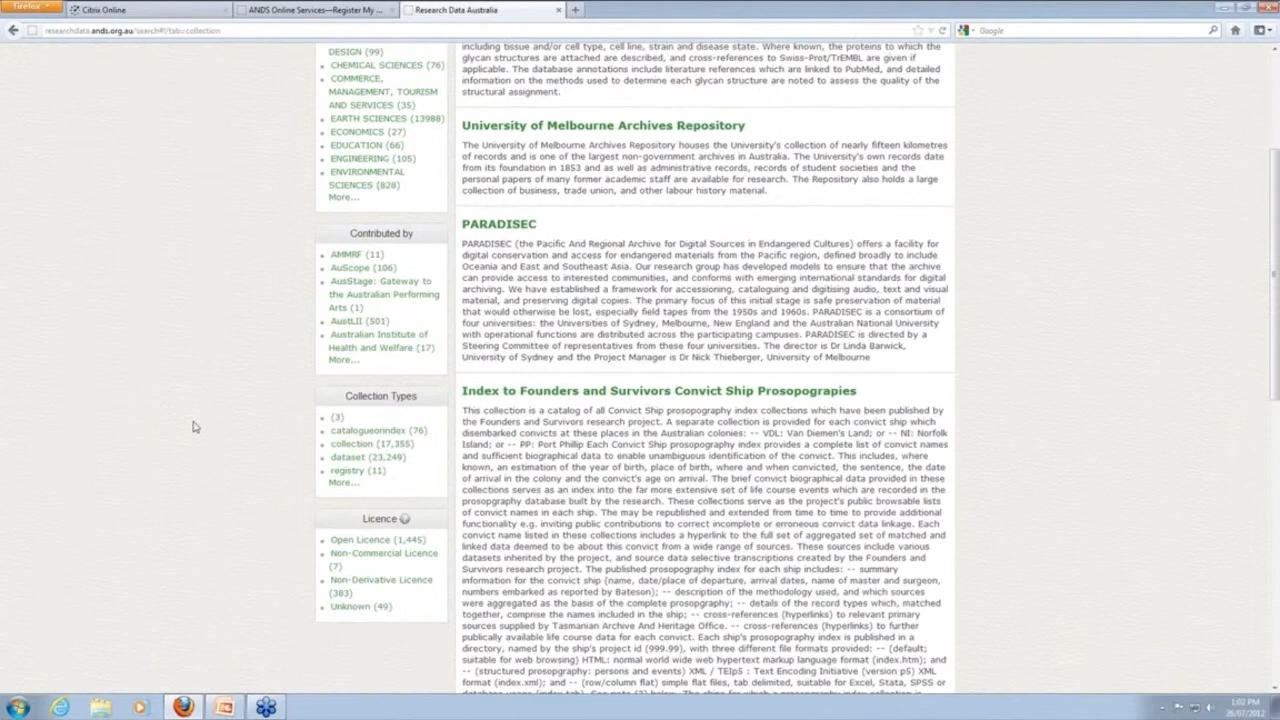 Firefox
Citrix Online
ANDS Online Services—Register My ...
Research Data Australia
researchdata.ands.org.au/search#!/tab=collection
Google
DESIGN (99)
CHEMICAL SCIENCES (76)
COMMERCE,
MANAGEMENT, TOURISM
AND SERVICES (35)
EARTH SCIENCES (13988)
ECONOMICS (27)
EDUCATION (66)
ENGINEERING (105)
ENVIRONMENTAL
SCIENCES (828)
More...
Contributed by
AMMRF (11)
AuScope (106)
AusStage: Gateway to
the Australian Performing
Arts (1)
AustLII (501)
Australian Institute of
Health and Welfare (17)
More...
Collection Types
(3)
catalogueorindex (76)
collection (17,355)
dataset (23,249)
registry (11)
More...
Licence
Open Licence (1,445)
Non-Commercial Licence
(7)
Non-Derivative Licence
(383)
Unknown (49)
including tissue and/or cell type, cell line, strain and disease state. Where known, the proteins to which the
glycan structures are attached are described, and cross-references to Swiss-Prot/TrEMBL are given if
applicable. The database annotations include literature references which are linked to PubMed, and detailed
information on the methods used to determine each glycan structure are noted to assess the quality of the
structural assignment.
University of Melbourne Archives Repository
The University of Melbourne Archives Repository houses the University's collection of nearly fifteen kilometres
of records and is one of the largest non-government archives in Australia. The University's own records date
from its foundation in 1853 and as well as administrative records, records of student societies and the
personal papers of many former academic staff are available for research. The Repository also holds a large
collection of business, trade union, and other labour history material.
PARADISEC
PARADISEC (the Pacific And Regional Archive for Digital Sources in Endangered Cultures) offers a facility for
digital conservation and access for endangered materials from the Pacific region, defined broadly to include
Oceania and East and Southeast Asia. Our research group has developed models to ensure that the archive
can provide access to interested communities, and conforms with emerging international standards for digital
archiving. We have established a framework for accessioning, cataloguing and digitising audio, text and visual
material, and preserving digital copies. The primary focus of this initial stage is safe preservation of material
that would otherwise be lost, especially field tapes from the 1950s and 1960s. PARADISEC is a consortium of
four universities: the Universities of Sydney, Melbourne, New England and the Australian National University
with operational functions are distributed across the participating campuses. PARADISEC is directed by a
Steering Committee of representatives from these four universities. The director is Dr Linda Barwick,
University of Sydney and the Project Manager is Dr Nick Thieberger, University of Melbourne
Index to Founders and Survivors Convict Ship Prosopograpies
This collection is a catalog of all Convict Ship prosopography index collections which have been published by
the Founders and Survivors research project. A separate collection is provided for each convict ship which
disembarked convicts at these places in the Australian colonies: -- VDL: Van Diemen's Land; or -- NI: Norfolk
Island; or -- PP: Port Phillip Each Convict Ship prosopography index provides a complete list of convict names
and sufficient biographical data to enable unambiguous identification of the convict. This includes, where
known, an estimation of the year of birth, place of birth, where and when convicted, the sentence, the date
of arrival in the colony and the convict's age on arrival. The brief convict biographical data provided in these
collections serves as an index into the far more extensive set of life course events which are recorded in the
prosopography database built by the research. These collections serve as the project's public browsable lists
of convict names in each ship. The may be republished and extended from time to time to provide additional
functionality e.g. inviting public contributions to correct incomplete or erroneous convict data linkage. Each
convict name listed in these collections includes a hyperlink to the full set of aggregated set of matched and
linked data deemed to be about this convict from a wide range of sources. These sources include various
datasets inherited by the project, and source data selective transcriptions created by the Founders and
Survivors research project. The published prosopography index for each ship includes: -- summary
information for the convict ship (name, date/place of departure, arrival dates, name of master and surgeon,
numbers embarked as reported by Bateson); -- description of the methodology used, and which sources
were aggregated as the basis of the complete prosopography; -- details of the record types which, matched
together, comprise the names included in the ship; -- cross-references (hyperlinks) to relevant primary
sources supplied by Tasmanian Archive And Heritage Office. -- cross-references (hyperlinks) to further
publically available life course data for each convict. Each ship's prosopography index is published in a
directory, named by the ship's project id (999.99), with three different file formats provided: -- (default;
suitable for web browsing) HTML: normal world wide web hypertext markup language format (index.htm); and
-- (structured prosopgraphy: persons and events) XML / TEIp5 : Text Encoding Initiative (version p5) XML
format (index.xml); and -- (row/column flat) simple flat files, tab delimited, suitable for Excel, Stata, SPSS or
1:02 PM
26/07/2012